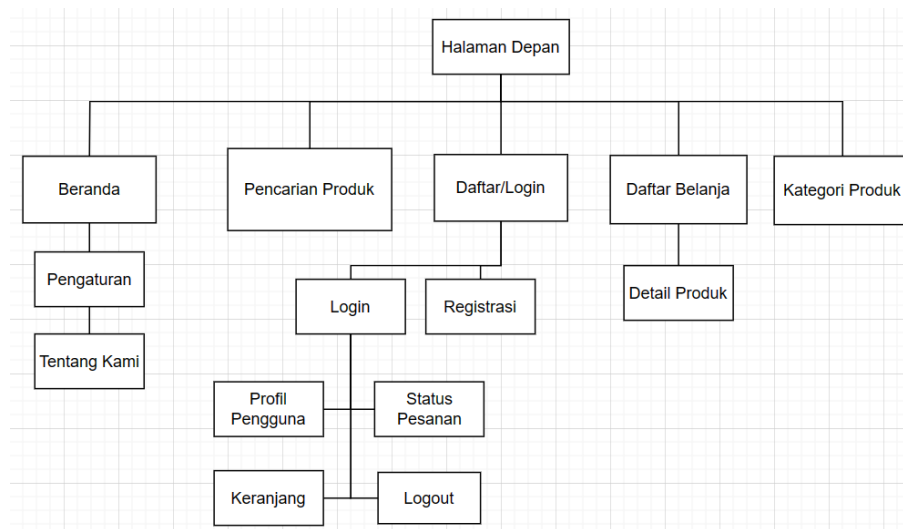 Halaman Depan
Beranda
Pencarian Produk
Daftar/Login
Daftar Belanja
Kategori Produk
Pengaturan
Login
Registrasi
Detail Produk
Tentang Kami
Profil
Pengguna
Status
Pesanan
Keranjang
Logout